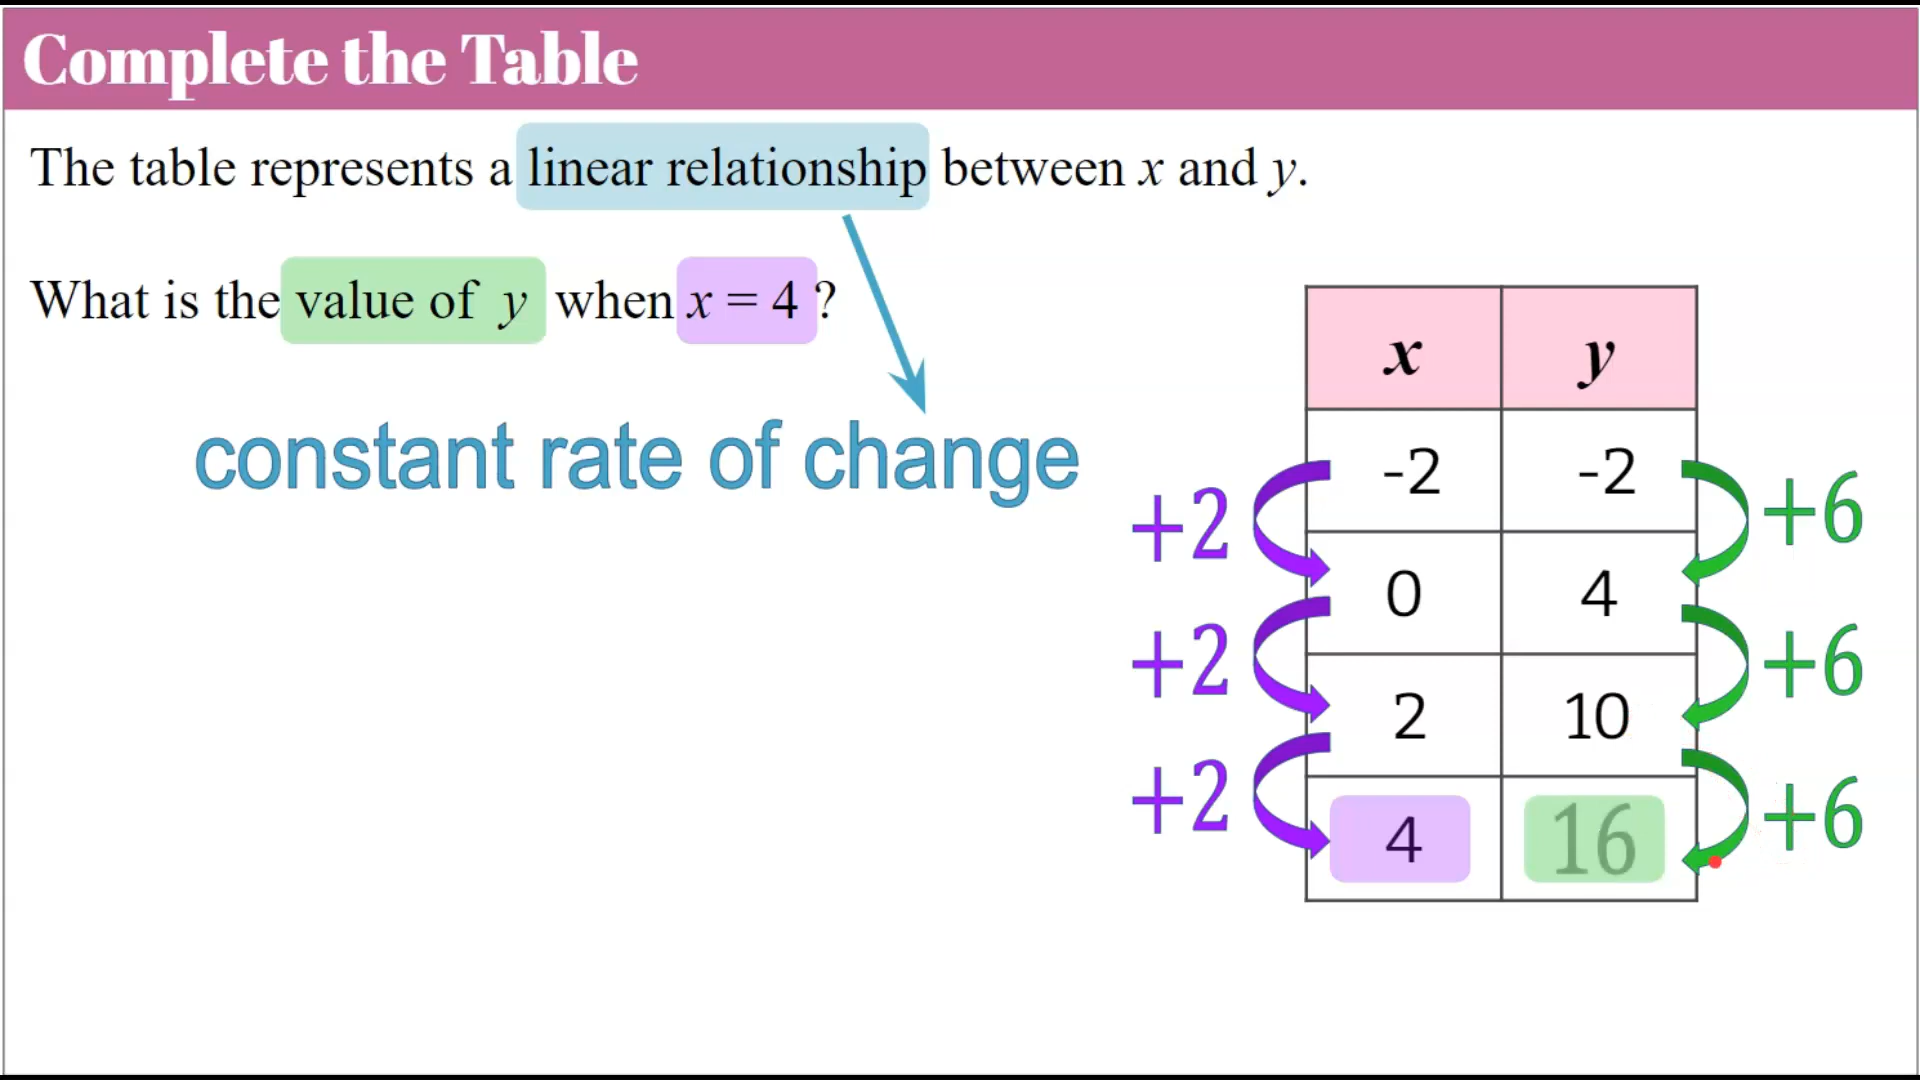 Complete the Table
The table represents a linear relationship between x and y.
What is the value of y when x = 4 ?
constant rate of change
x y
-2 -2
+2 +6
0 4
+2 +6
2 10
+2 +6
4 16